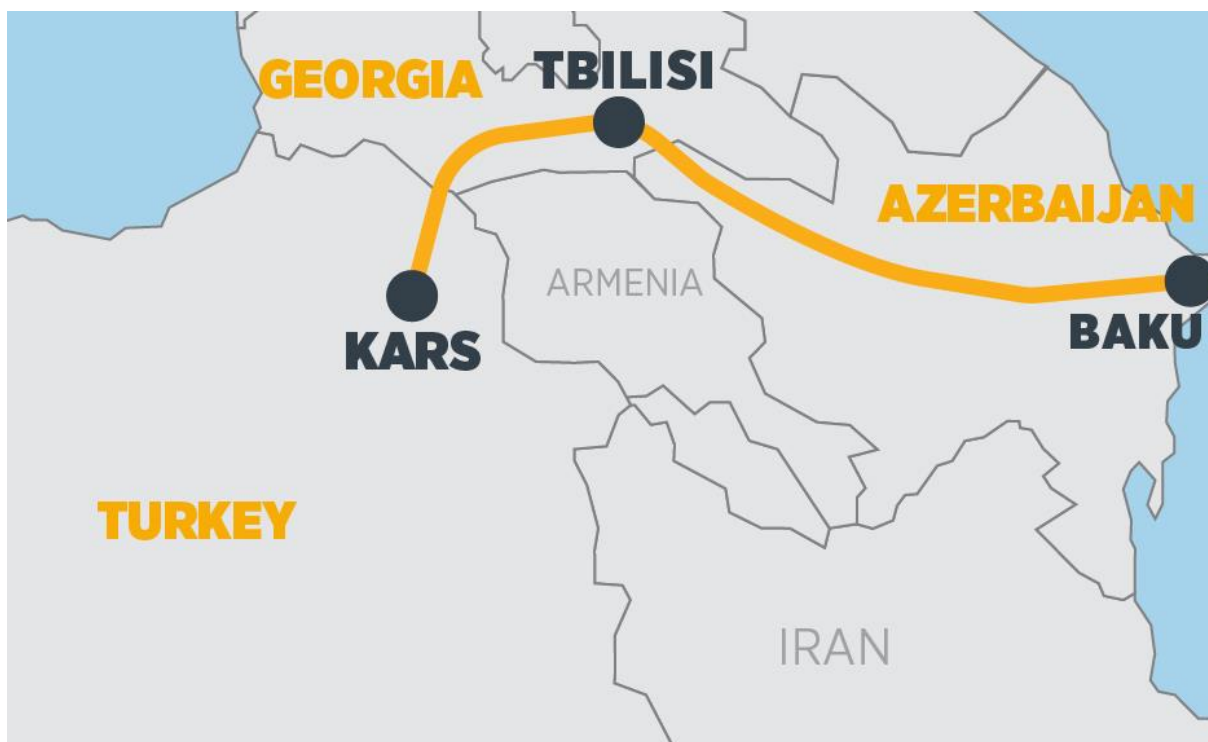 TBILISI
GEORGIA
AZERBAIJAN
ARMENIA
BAKU
KARS
TURKEY
IRAN